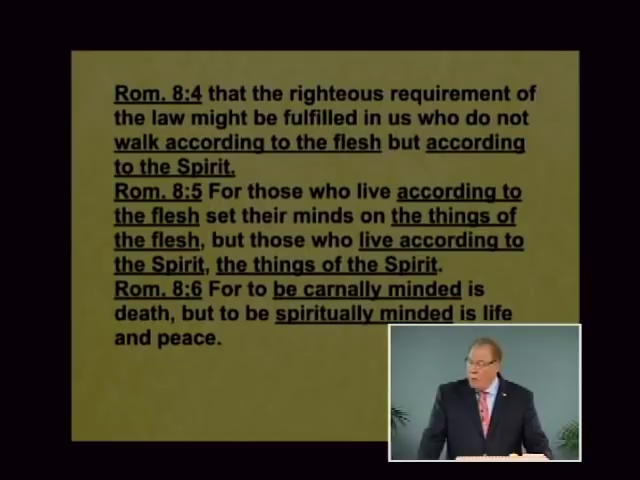 Rom. 8:4 that the righteous requirement of
the law might be fulfilled in us who do not
walk according to the flesh but according
to the Spirit.
Rom. 8:5 For those who live according to
the flesh set their minds on the things of
the flesh, but those who live according to
the Spirit, the things of the Spirit.
Rom. 8:6 For to be carnally minded is
death, but to be spiritually minded is life
and peace.